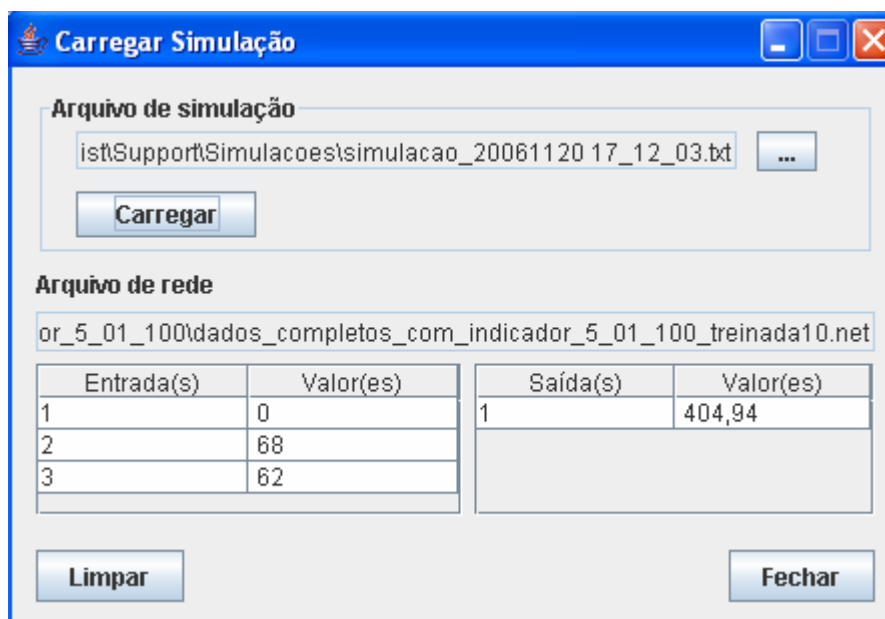 Carregar Simulação
Arquivo de simulação
ist\Support\Simulacoes\simulacao_20061120 17_12_03.txt ...
Carregar
Arquivo de rede
or_5_01_100\dados_completos_com_indicador_5_01_100_treinada10.net
Entrada(s) Valor(es) Saída(s) Valor(es)
1 0 1 404,94
2 68
3 62
Limpar Fechar